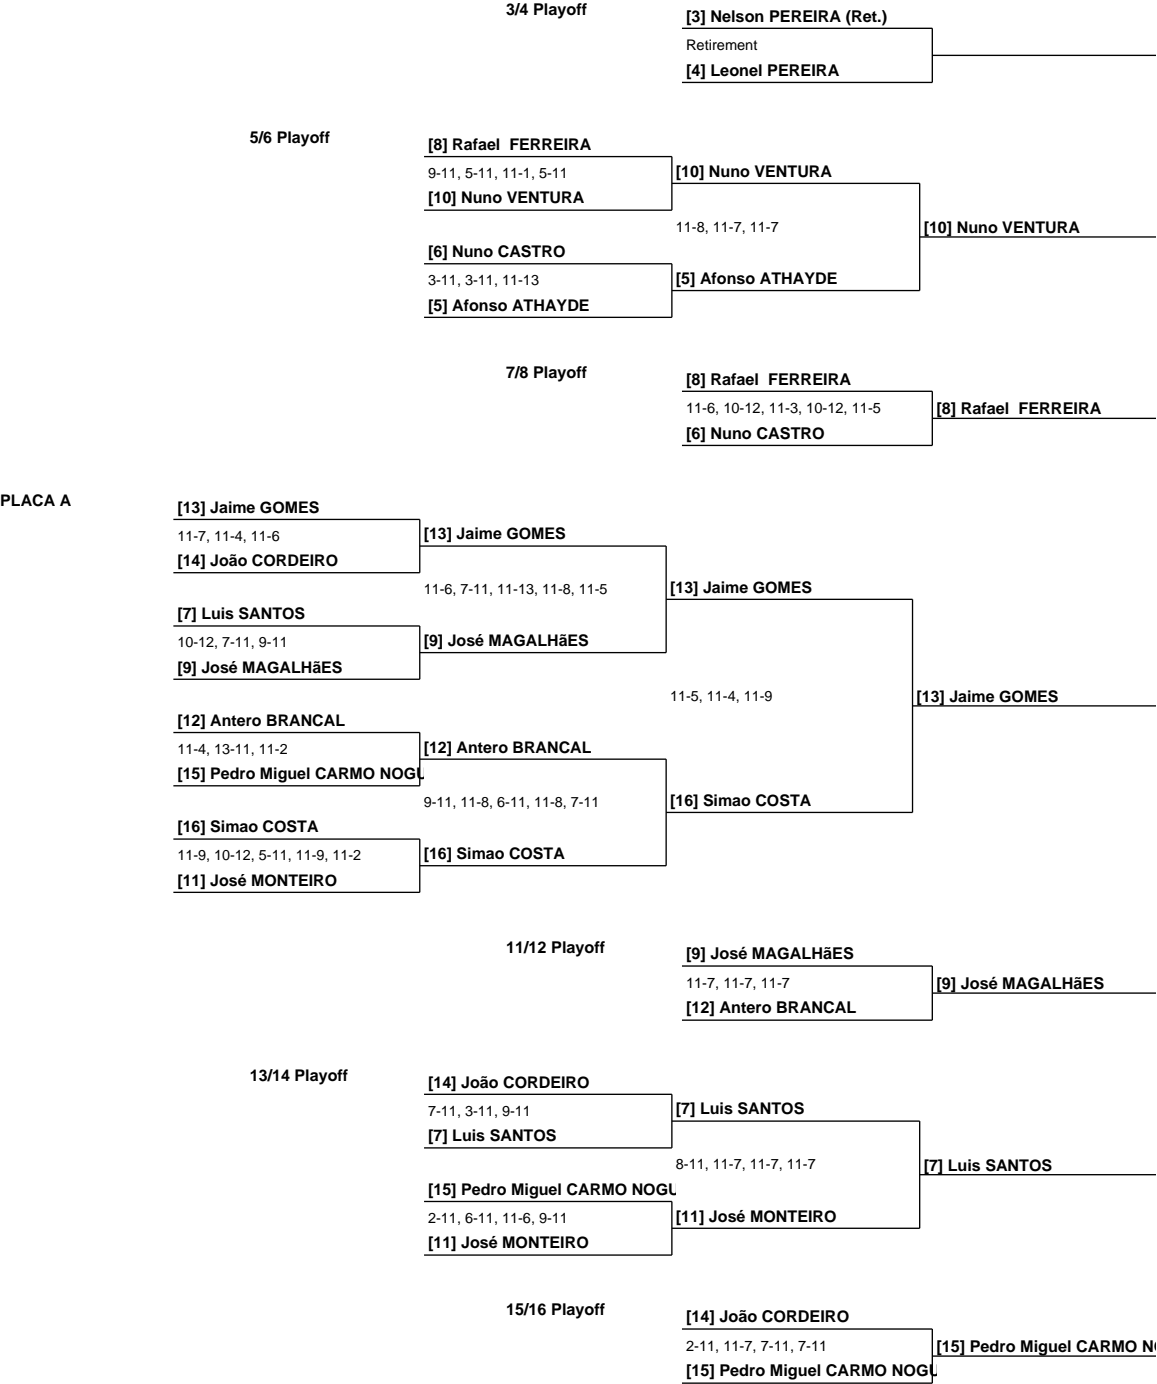 3/4 Playoff
[3] Nelson PEREIRA (Ret.)
Retirement
[4] Leonel PEREIRA
5/6 Playoff
[8] Rafael  FERREIRA
9-11, 5-11, 11-1, 5-11
[10] Nuno VENTURA
[10] Nuno VENTURA
11-8, 11-7, 11-7
[10] Nuno VENTURA
[6] Nuno CASTRO
3-11, 3-11, 11-13
[5] Afonso ATHAYDE
[5] Afonso ATHAYDE
7/8 Playoff
[8] Rafael  FERREIRA
11-6, 10-12, 11-3, 10-12, 11-5
[8] Rafael  FERREIRA
[6] Nuno CASTRO
PLACA A
[13] Jaime GOMES
11-7, 11-4, 11-6
[13] Jaime GOMES
[14] João CORDEIRO
11-6, 7-11, 11-13, 11-8, 11-5
[13] Jaime GOMES
[7] Luis SANTOS
10-12, 7-11, 9-11
[9] José MAGALHãES
[9] José MAGALHãES
11-5, 11-4, 11-9
[13] Jaime GOMES
[12] Antero BRANCAL
11-4, 13-11, 11-2
[12] Antero BRANCAL
[15] Pedro Miguel CARMO NOGU
9-11, 11-8, 6-11, 11-8, 7-11
[16] Simao COSTA
[16] Simao COSTA
11-9, 10-12, 5-11, 11-9, 11-2
[16] Simao COSTA
[11] José MONTEIRO
11/12 Playoff
[9] José MAGALHãES
11-7, 11-7, 11-7
[9] José MAGALHãES
[12] Antero BRANCAL
13/14 Playoff
[14] João CORDEIRO
7-11, 3-11, 9-11
[7] Luis SANTOS
[7] Luis SANTOS
8-11, 11-7, 11-7, 11-7
[7] Luis SANTOS
[15] Pedro Miguel CARMO NOGU
2-11, 6-11, 11-6, 9-11
[11] José MONTEIRO
[11] José MONTEIRO
15/16 Playoff
[14] João CORDEIRO
2-11, 11-7, 7-11, 7-11
[15] Pedro Miguel CARMO NO
[15] Pedro Miguel CARMO NOGU